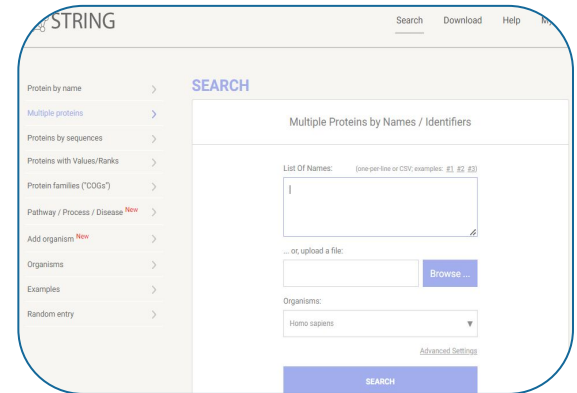 STRING
Search Download Help My
Protein by name
Multiple proteins
Proteins by sequences
Proteins with Values/Ranks
Protein families ("COGs")
Pathway / Process / Disease New
Add organism New
Organisms
Examples
Random entry
SEARCH
Multiple Proteins by Names / Identifiers
List Of Names: (one-per-line or CSV; examples: #1 #2 #3)
... or, upload a file:
Browse ...
Organisms:
Homo sapiens
Advanced Settings
SEARCH